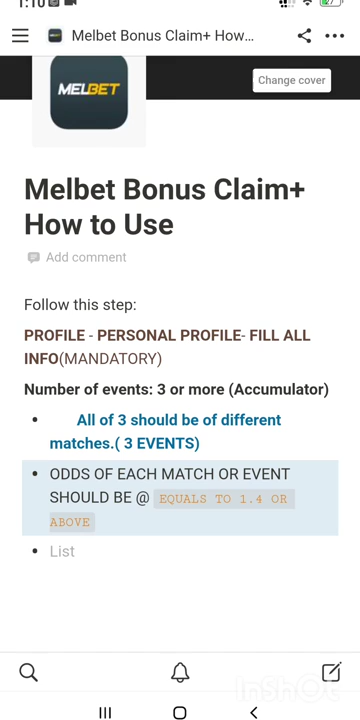 1:10
Melbet Bonus Claim+ How…
MELBET
Change cover
Melbet Bonus Claim+
How to Use
Add comment
Follow this step:
PROFILE - PERSONAL PROFILE- FILL ALL
INFO(MANDATORY)
Number of events: 3 or more (Accumulator)
All of 3 should be of different
matches.( 3 EVENTS)
ODDS OF EACH MATCH OR EVENT
SHOULD BE @ EQUALS TO 1.4 OR
ABOVE
List
InShot